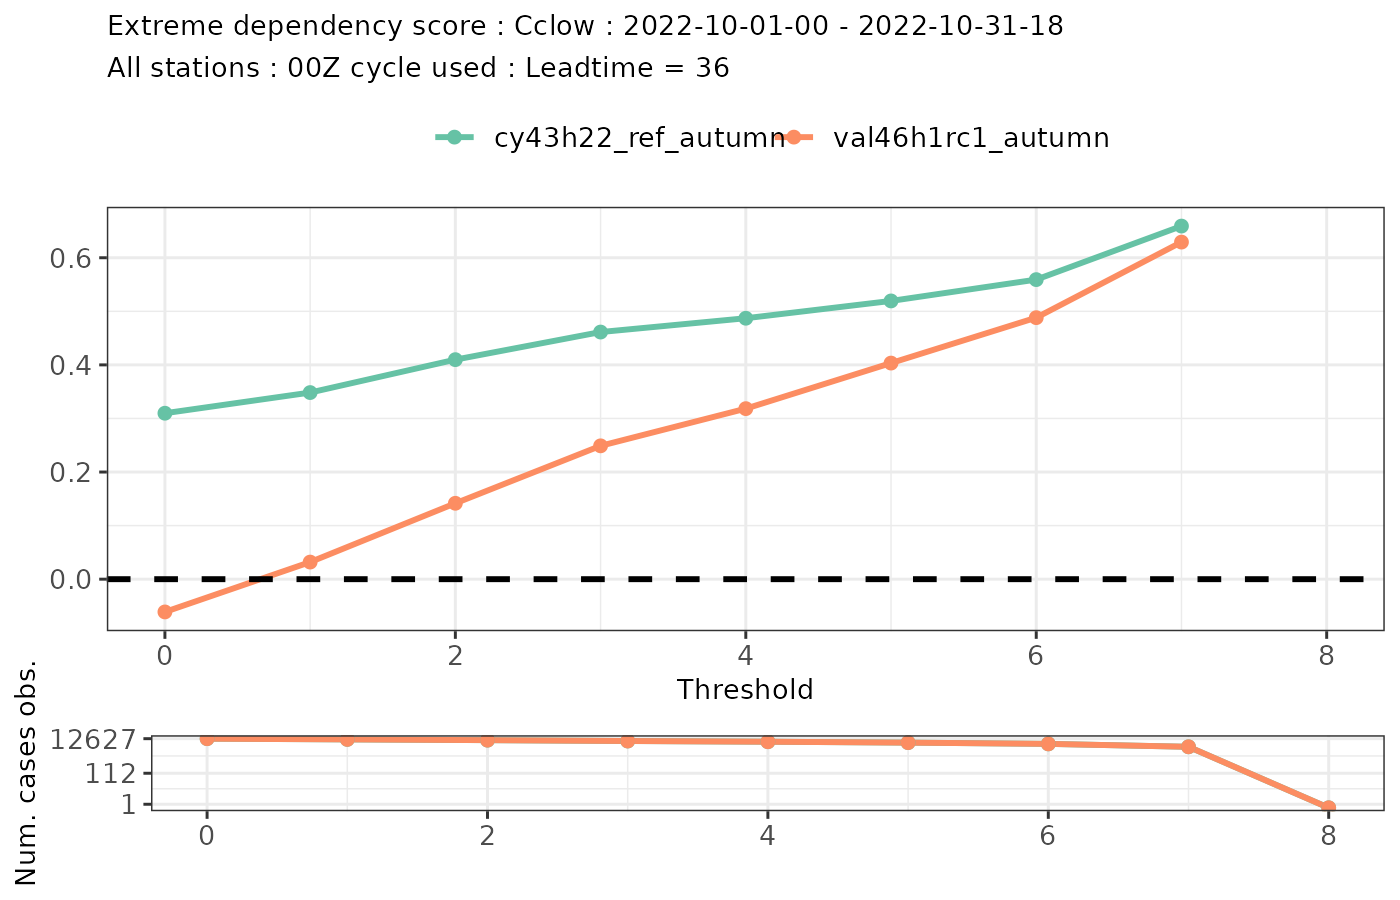 Extreme dependency score : Cclow : 2022-10-01-00 - 2022-10-31-18
All stations : 00Z cycle used : Leadtime = 36
cy43h22_ref_autumn val46h1rc1_autumn
0.6
0.4
0.2
0.0
0 2 4 6 8
Threshold
Num. cases obs.
12627
112
1
0 2 4 6 8